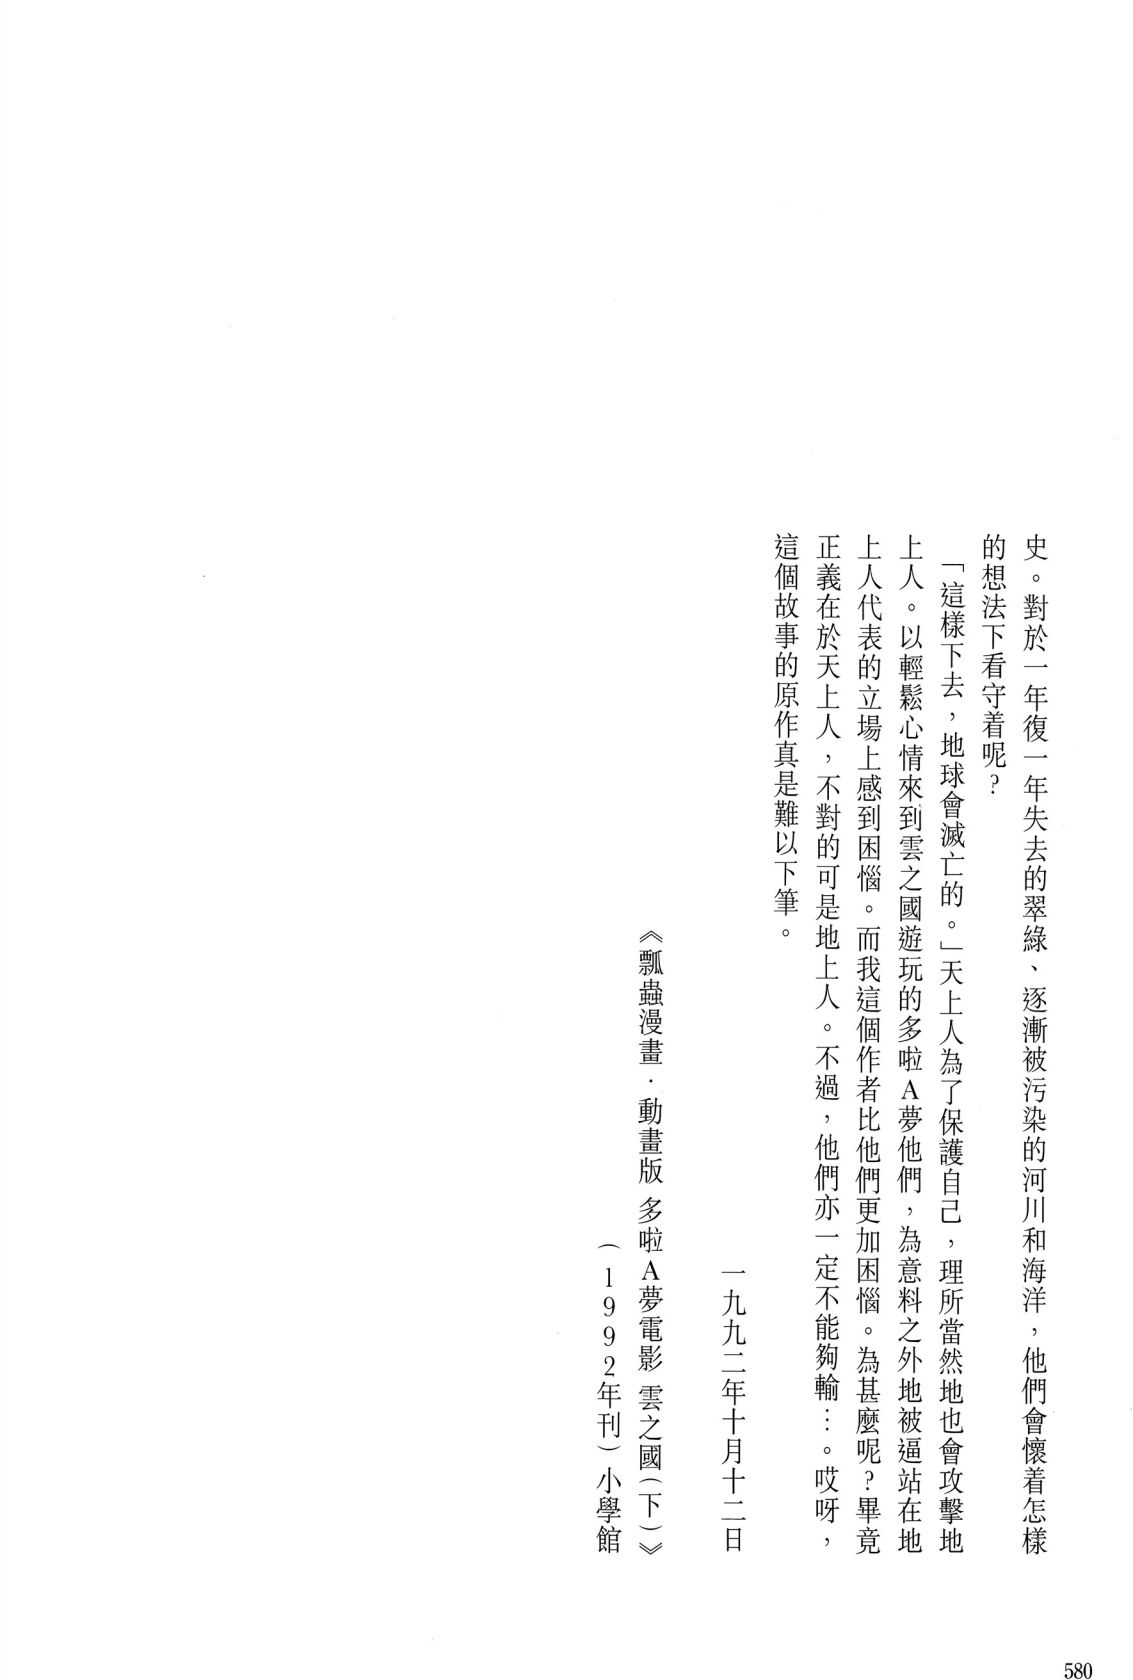 史。對於一年復一年失去的翠綠、逐漸被污染的河川和海洋，他們會懷着怎樣
的想法下看守着呢？
「這樣下去，地球會滅亡的。」天上人為了保護自己，理所當然地也會攻擊地
上人。以輕鬆心情來到雲之國遊玩的多啦A夢他們，為意料之外地被逼站在地
上人代表的立場上感到困惱。而我這個作者比他們更加困惱。為甚麼呢？畢竟
正義在於天上人，不對的可是地上人。不過，他們亦一定不能夠輸…。哎呀，
這個故事的原作真是難以下筆。
一九九二年十月十二日
《瓢蟲漫畫．動畫版 多啦A夢電影 雲之國（下）》
（1992年刊）小學館
580